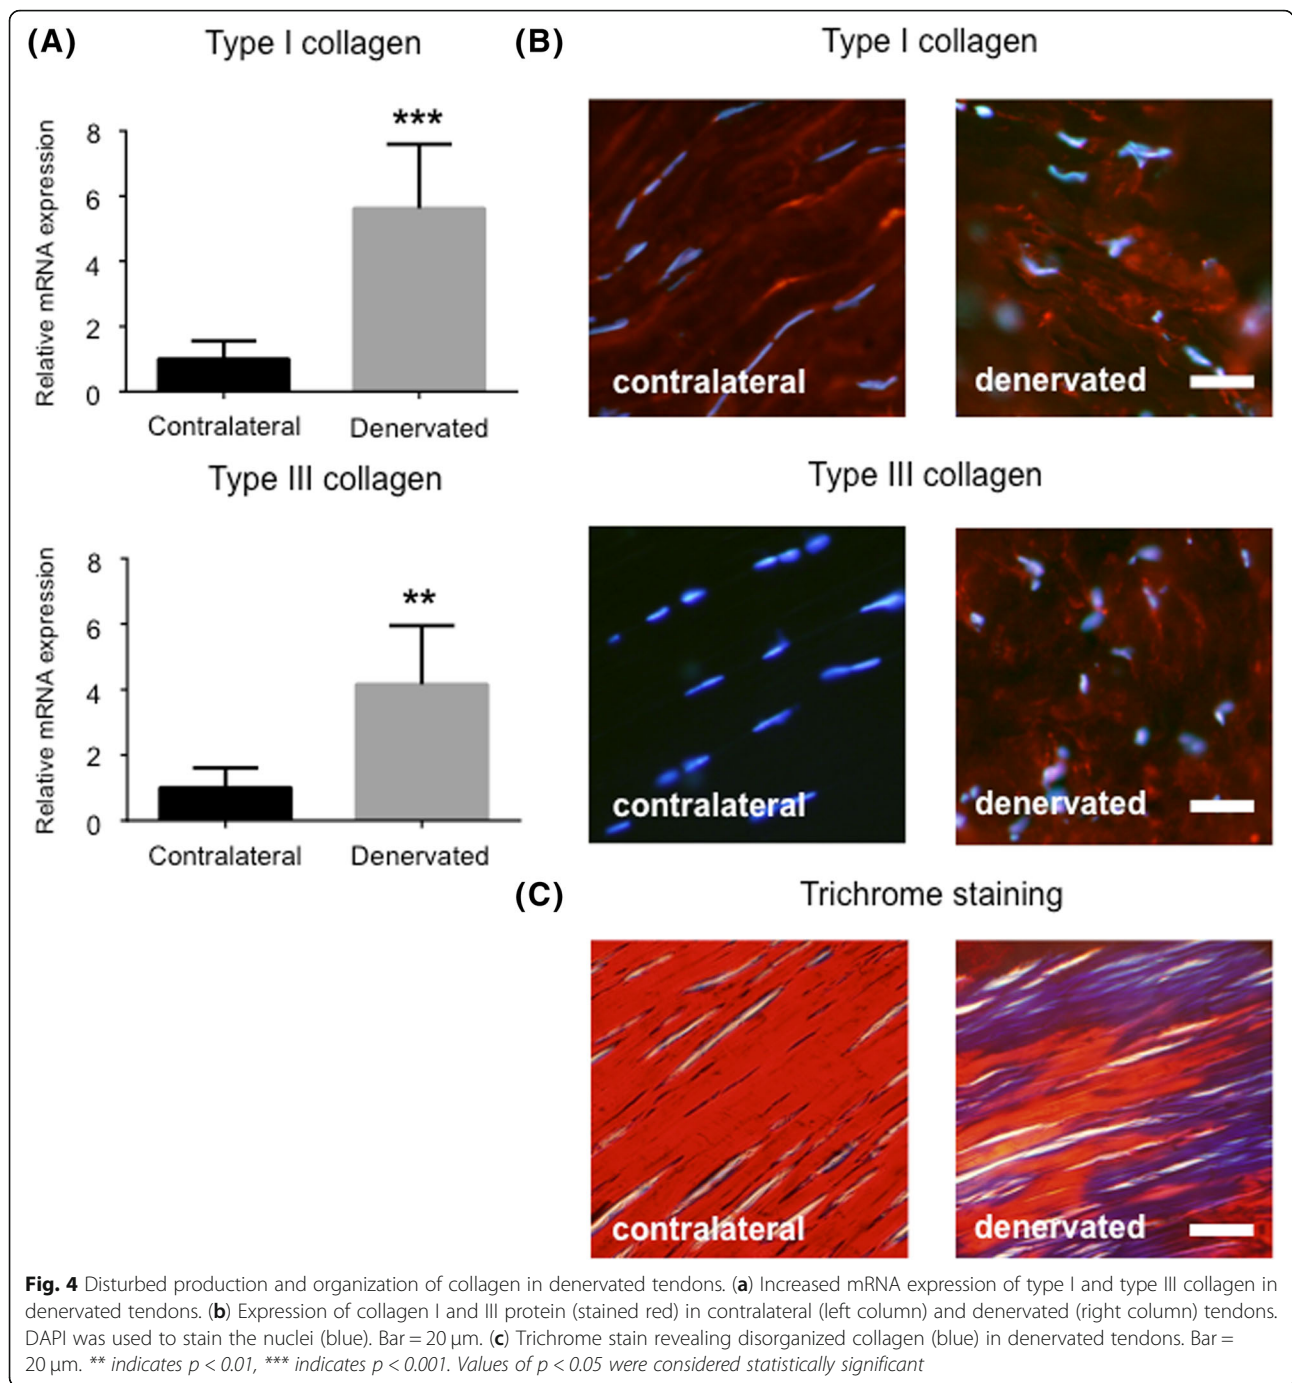 (A)
Type I collagen
Relative mRNA expression
8
6
4
2
0
***
Contralateral
Denervated
Type III collagen
Relative mRNA expression
8
6
4
2
0
**
Contralateral
Denervated
(B)
Type I collagen
contralateral
denervated
Type III collagen
contralateral
denervated
(C)
Trichrome staining
contralateral
denervated
Fig. 4 Disturbed production and organization of collagen in denervated tendons. (a) Increased mRNA expression of type I and type III collagen in
denervated tendons. (b) Expression of collagen I and III protein (stained red) in contralateral (left column) and denervated (right column) tendons.
DAPI was used to stain the nuclei (blue). Bar = 20 μm. (c) Trichrome stain revealing disorganized collagen (blue) in denervated tendons. Bar =
20 μm. ** indicates p < 0.01, *** indicates p < 0.001. Values of p < 0.05 were considered statistically significant